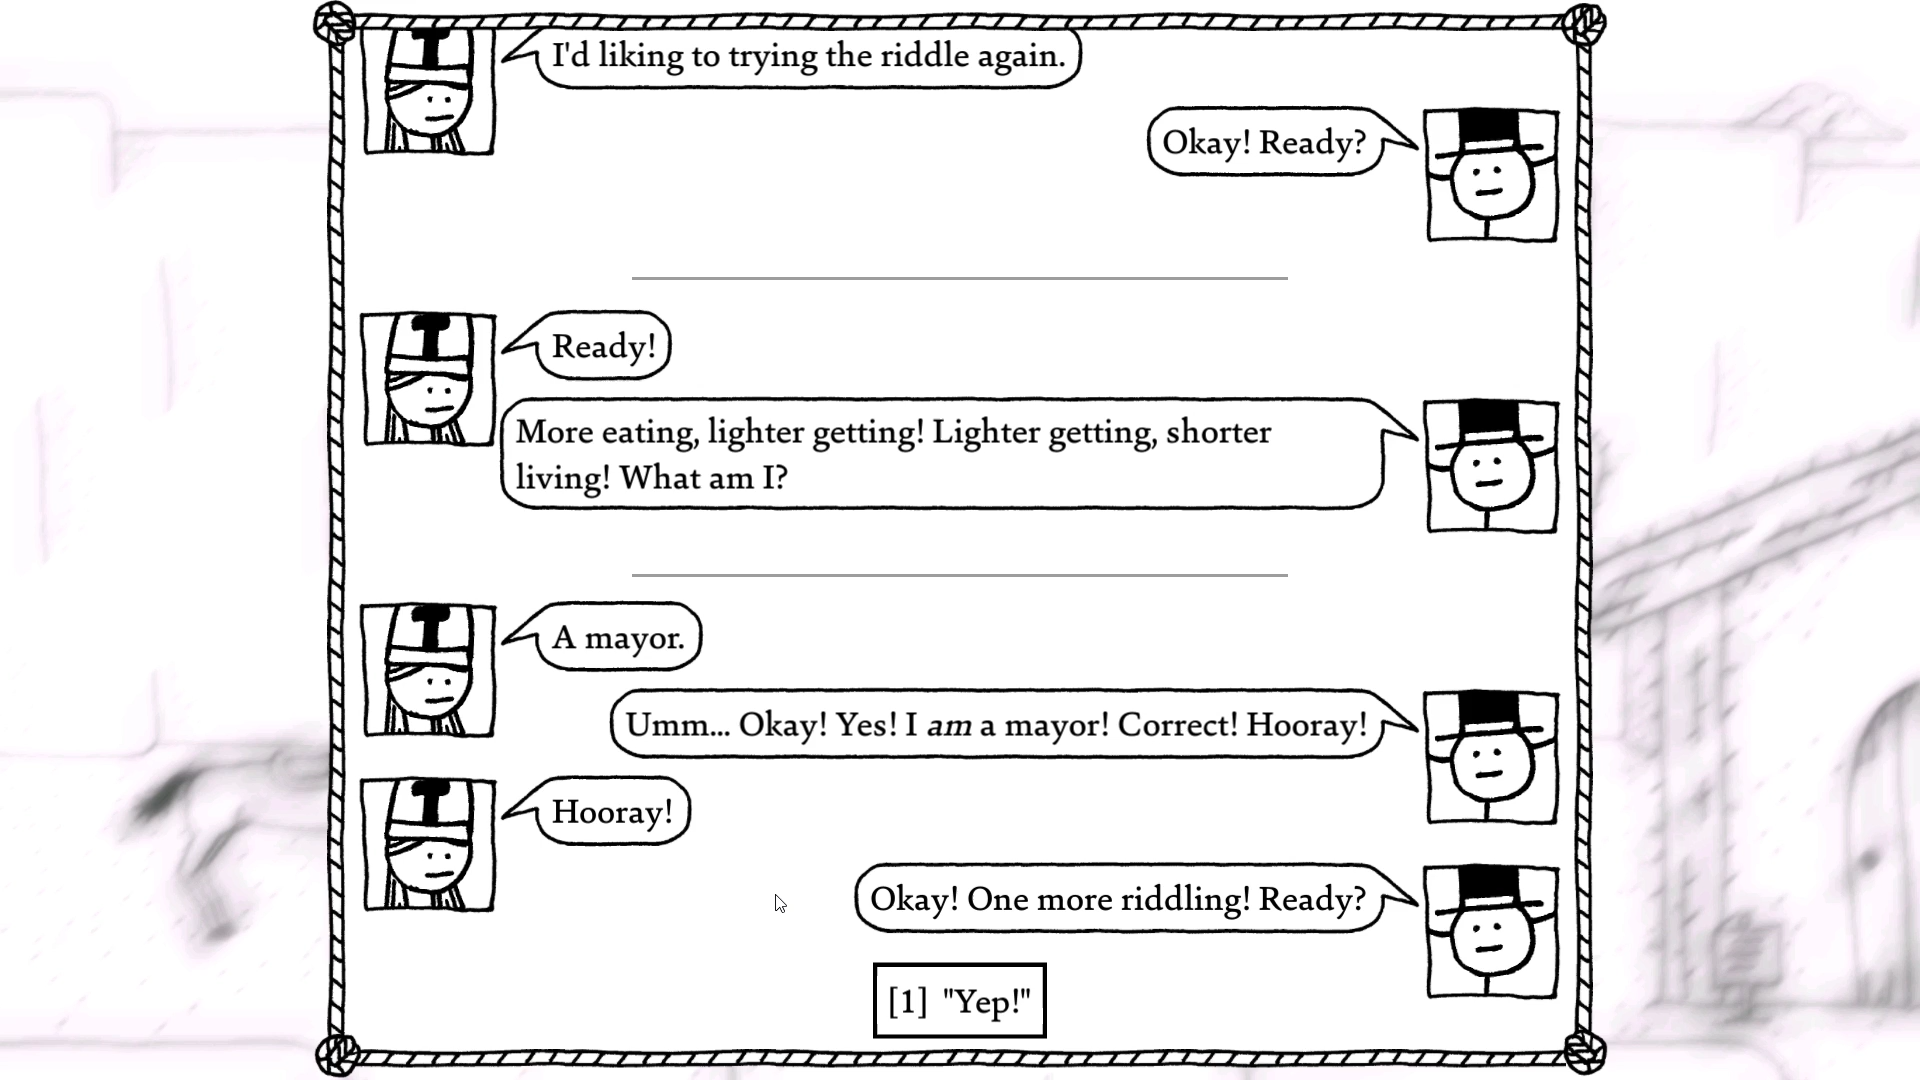 I'd liking to trying the riddle again.
Okay! Ready?
Ready!
More eating, lighter getting! Lighter getting, shorter
living! What am I?
A mayor.
Umm... Okay! Yes! I am a mayor! Correct! Hooray!
Hooray!
Okay! One more riddling! Ready?
[1] "Yep!"